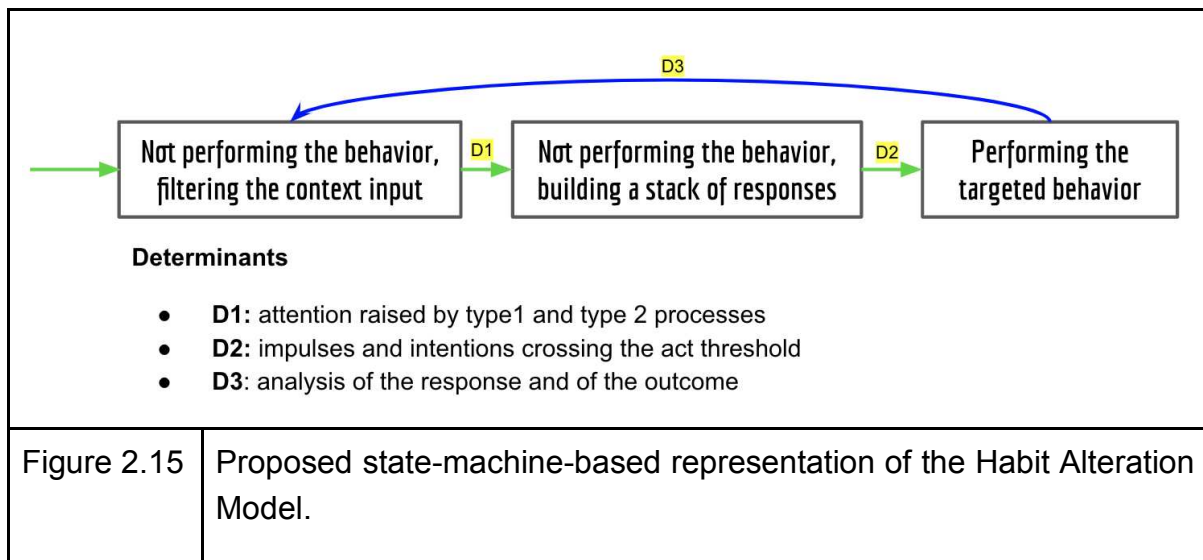 D3
Not performing the behavior,
filtering the context input
D1
Not performing the behavior,
building a stack of responses
D2
Performing the
targeted behavior
Determinants
● D1: attention raised by type1 and type 2 processes
● D2: impulses and intentions crossing the act threshold
● D3: analysis of the response and of the outcome
Figure 2.15
Proposed state-machine-based representation of the Habit Alteration
Model.